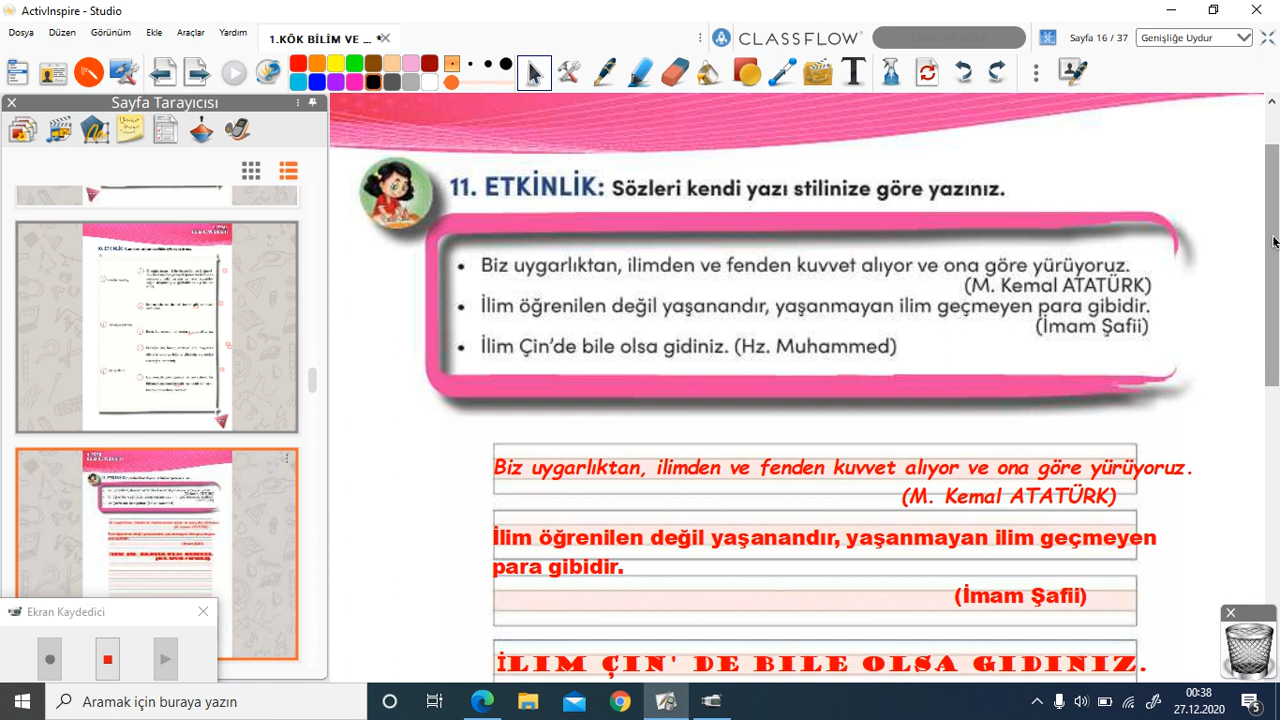 ActivInspire - Studio
Dosya Düzen Görünüm Ekle Araçlar Yardım
1.KÖK BİLİM VE ...
CLASSFLOW
Sayfa 16 / 37
Genişliğe Uydur
Sayfa Tarayıcısı
11. ETKİNLİK: Sözleri kendi yazı stilinize göre yazınız.
• Biz uygarlıktan, ilimden ve fenden kuvvet alıyor ve ona göre yürüyoruz.
(M. Kemal ATATÜRK)
• İlim öğrenilen değil yaşanandır, yaşanmayan ilim geçmeyen para gibidir.
(İmam Şafii)
• İlim Çin’de bile olsa gidiniz. (Hz. Muhammed)
Biz uygarlıktan, ilimden ve fenden kuvvet alıyor ve ona göre yürüyoruz.
(M. Kemal ATATÜRK)
İlim öğrenilen değil yaşanandır, yaşanmayan ilim geçmeyen
para gibidir.
(İmam Şafii)
İLIM ÇIN' DE BILE OLSA GIDINIZ.
Ekran Kaydedici
Aramak için buraya yazın
00:38
27.12.2020
5